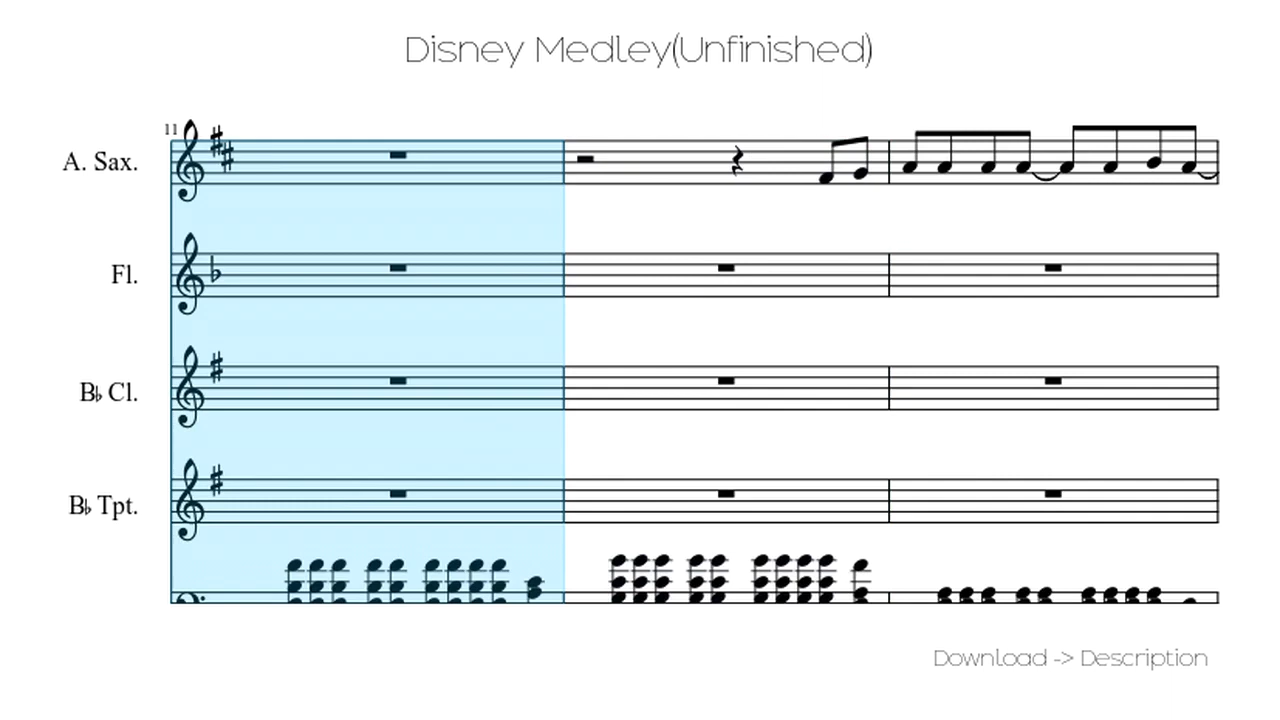 Disney Medley(Unfinished)
11
A. Sax.
Fl.
B♭ Cl.
B♭ Tpt.
Download -> Description